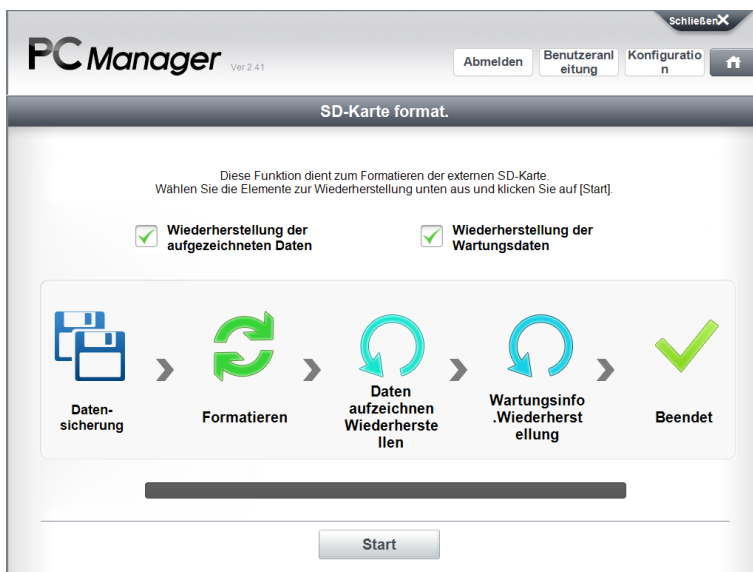 Schließen
PC Manager Ver 2.41
Abmelden
Benutzeranl
eitung
Konfiguratio
n
SD-Karte format.
Diese Funktion dient zum Formatieren der externen SD-Karte.
Wählen Sie die Elemente zur Wiederherstellung unten aus und klicken Sie auf [Start].
Wiederherstellung der
aufgezeichneten Daten
Wiederherstellung der
Wartungsdaten
Daten-
sicherung
Formatieren
Daten
aufzeichnen
Wiederherste
llen
Wartungsinfo
.Wiederherst
ellung
Beendet
Start